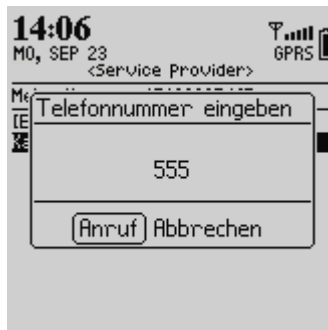 14:06
MO, SEP 23
GPRS
<Service Provider>
Telefonnummer eingeben
555
Anruf Abbrechen